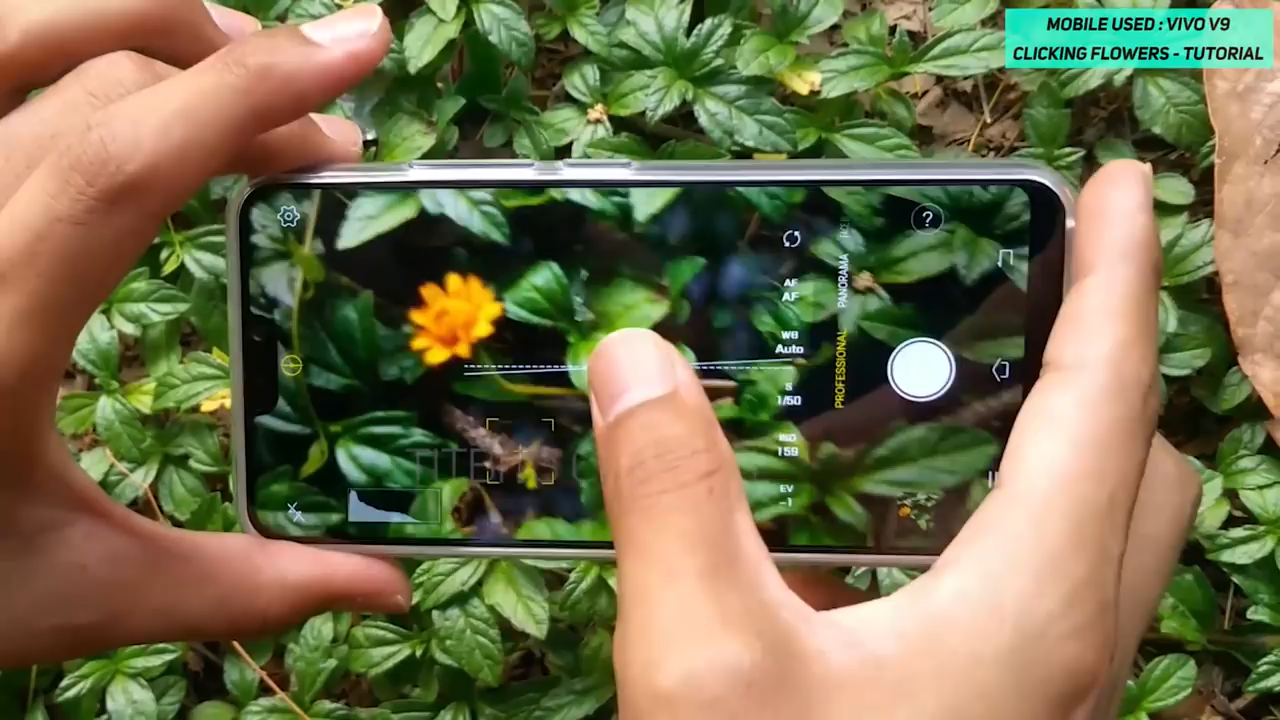 MOBILE USED : VIVO V9
CLICKING FLOWERS - TUTORIAL
?
AF
AF
WB
Auto
S
1/50
ISO
159
EV
-1
PANORAMA
PROFESSIONAL